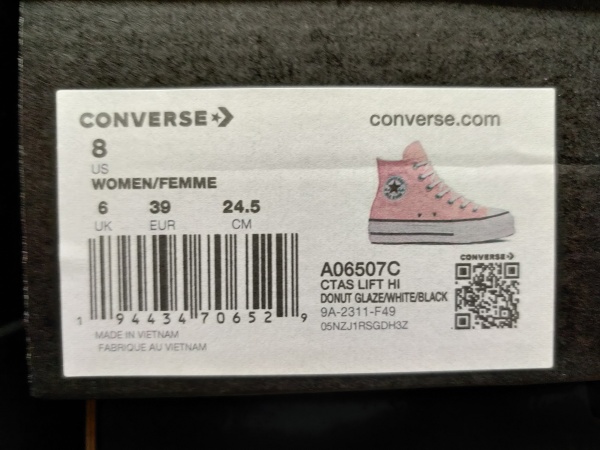 CONVERSE
converse.com
8
US
WOMEN/FEMME
6 39 24.5
UK EUR CM
1 94434 70652 9
MADE IN VIETNAM
FABRIQUE AU VIETNAM
A06507C
CTAS LIFT HI
DONUT GLAZE/WHITE/BLACK
9A-2311-F49
05NZJ1RSGDH3Z
CONVERSE